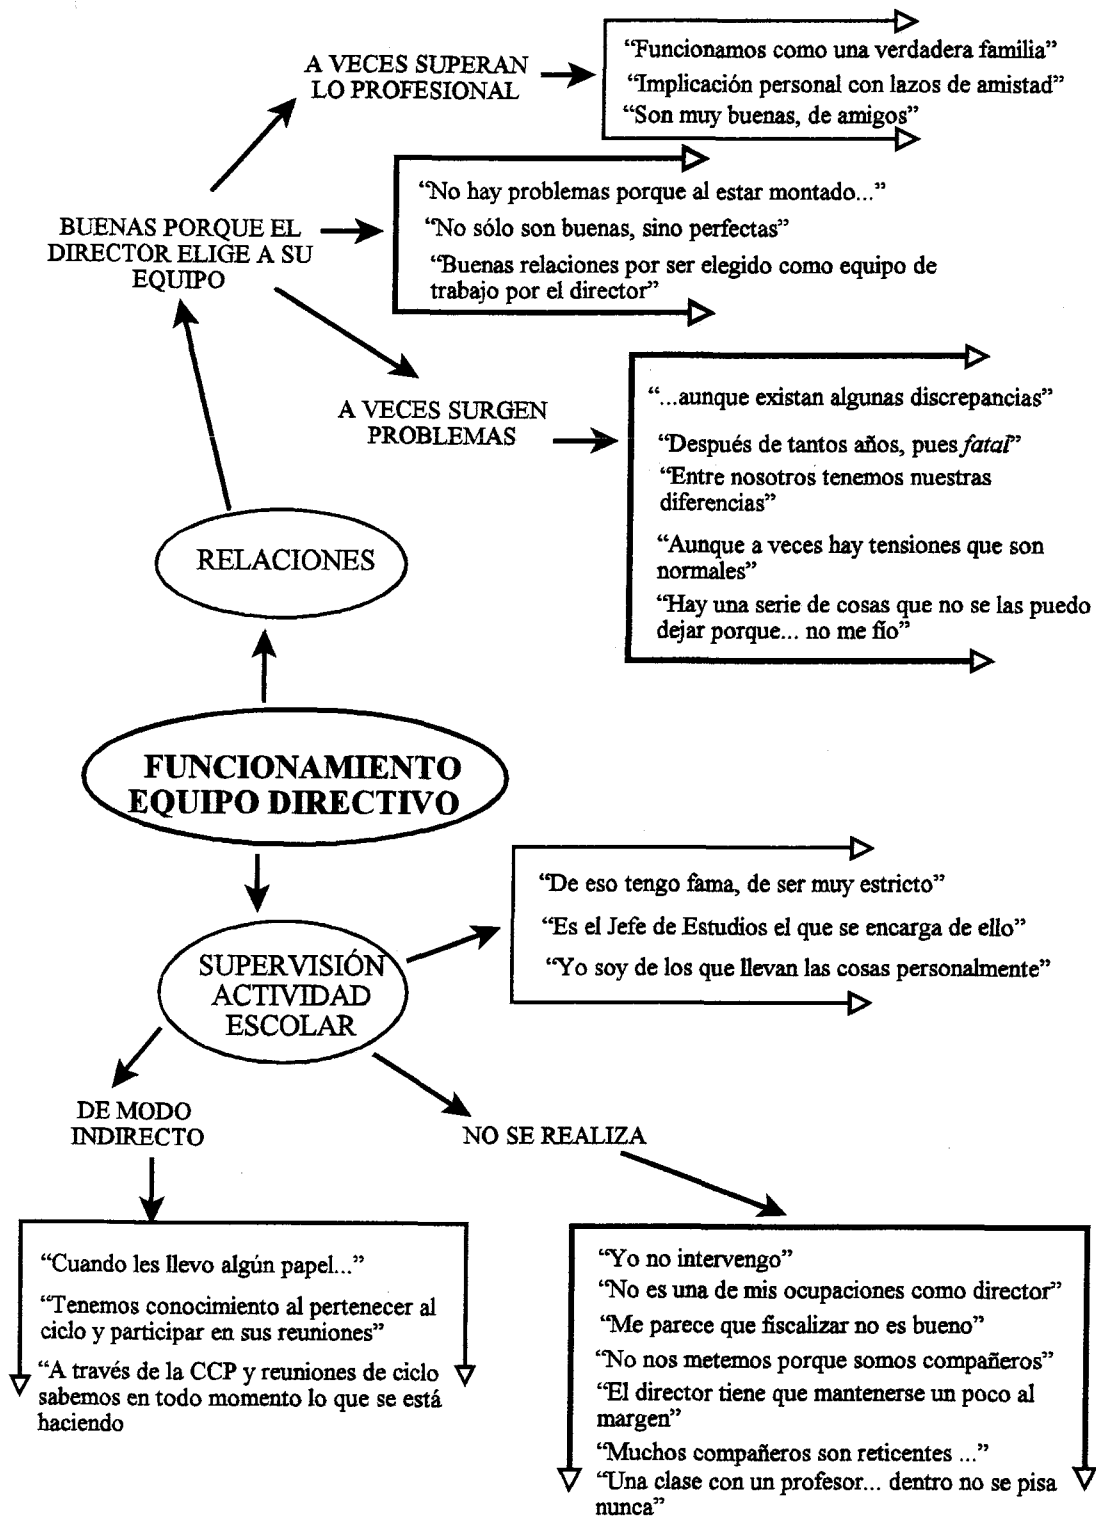 A VECES SUPERAN
LO PROFESIONAL
“Funcionamos como una verdadera familia”
“Implicación personal con lazos de amistad”
“Son muy buenas, de amigos”
BUENAS PORQUE EL
DIRECTOR ELIGE A SU
EQUIPO
“No hay problemas porque al estar montado...”
“No sólo son buenas, sino perfectas”
“Buenas relaciones por ser elegido como equipo de
trabajo por el director”
A VECES SURGEN
PROBLEMAS
“...aunque existan algunas discrepancias”
“Después de tantos años, pues fatal”
“Entre nosotros tenemos nuestras
diferencias”
“Aunque a veces hay tensiones que son
normales”
“Hay una serie de cosas que no se las puedo
dejar porque... no me fío”
RELACIONES
FUNCIONAMIENTO
EQUIPO DIRECTIVO
SUPERVISIÓN
ACTIVIDAD
ESCOLAR
“De eso tengo fama, de ser muy estricto”
“Es el Jefe de Estudios el que se encarga de ello”
“Yo soy de los que llevan las cosas personalmente”
DE MODO
INDIRECTO
“Cuando les llevo algún papel...”
“Tenemos conocimiento al pertenecer al
ciclo y participar en sus reuniones”
“A través de la CCP y reuniones de ciclo
sabemos en todo momento lo que se está
haciendo
NO SE REALIZA
“Yo no intervengo”
“No es una de mis ocupaciones como director”
“Me parece que fiscalizar no es bueno”
“No nos metemos porque somos compañeros”
“El director tiene que mantenerse un poco al
margen”
“Muchos compañeros son reticentes ...”
“Una clase con un profesor... dentro no se pisa
nunca”